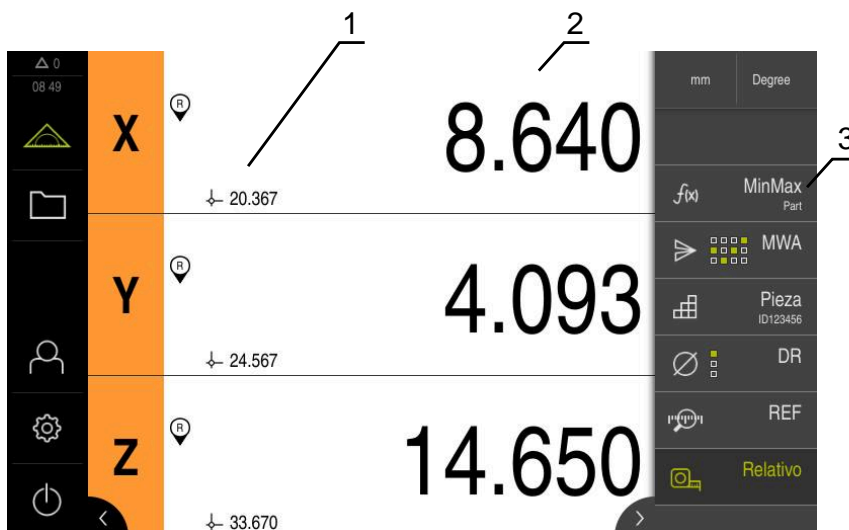 1
2
3
0
08 49
X
R
8.640
20.367
Y
R
4.093
24.567
Z
R
14.650
33.670
mm
Degree
f(x)
MinMax
Part
MWA
Pieza
ID123456
DR
REF
Relativo